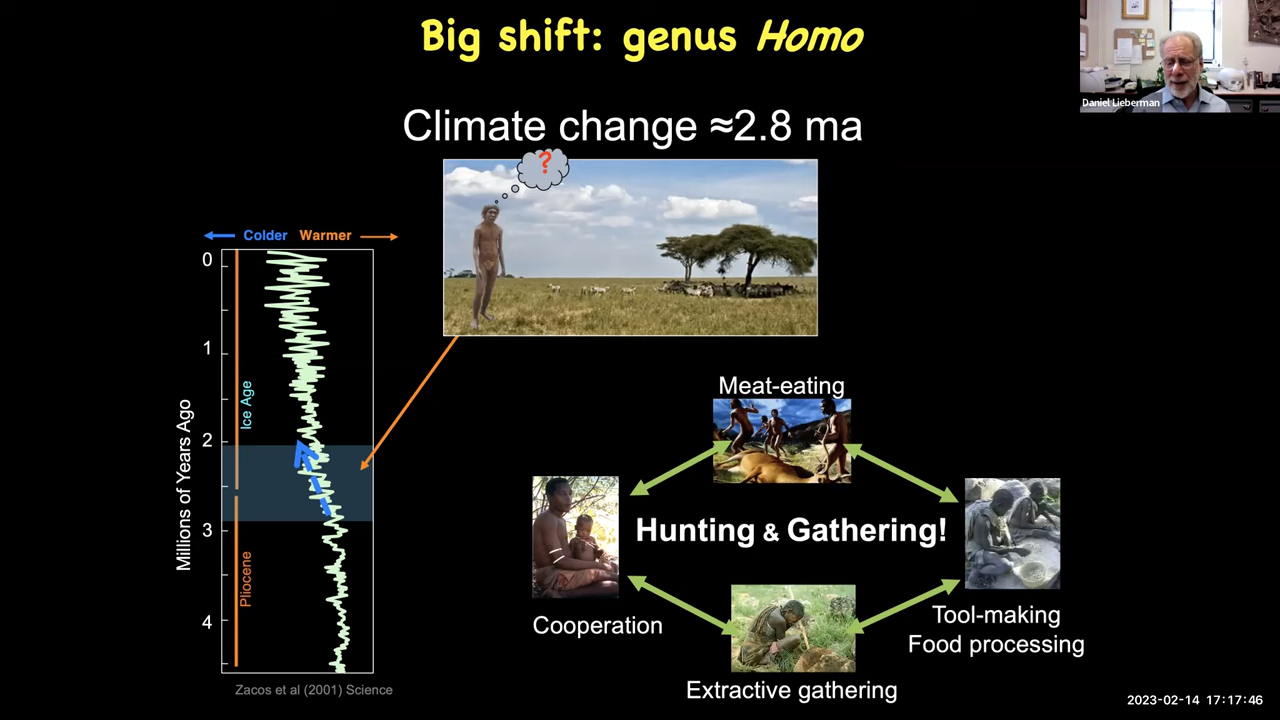 Big shift: genus Homo
Daniel Lieberman
Climate change ≈2.8 ma
?
Colder Warmer
0
1
2
3
4
Millions of Years Ago
Ice Age
Pliocene
Zacos et al (2001) Science
Meat-eating
Hunting & Gathering!
Cooperation
Tool-making
Food processing
Extractive gathering
2023-02-14 17:17:46